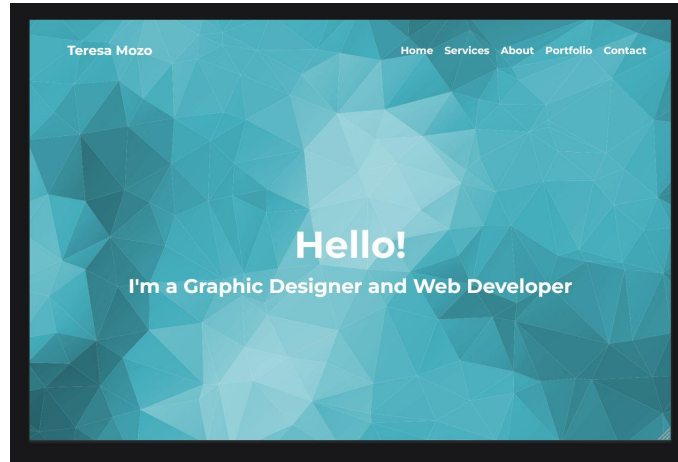 Teresa Mozo
Home Services About Portfolio Contact
Hello!
I'm a Graphic Designer and Web Developer